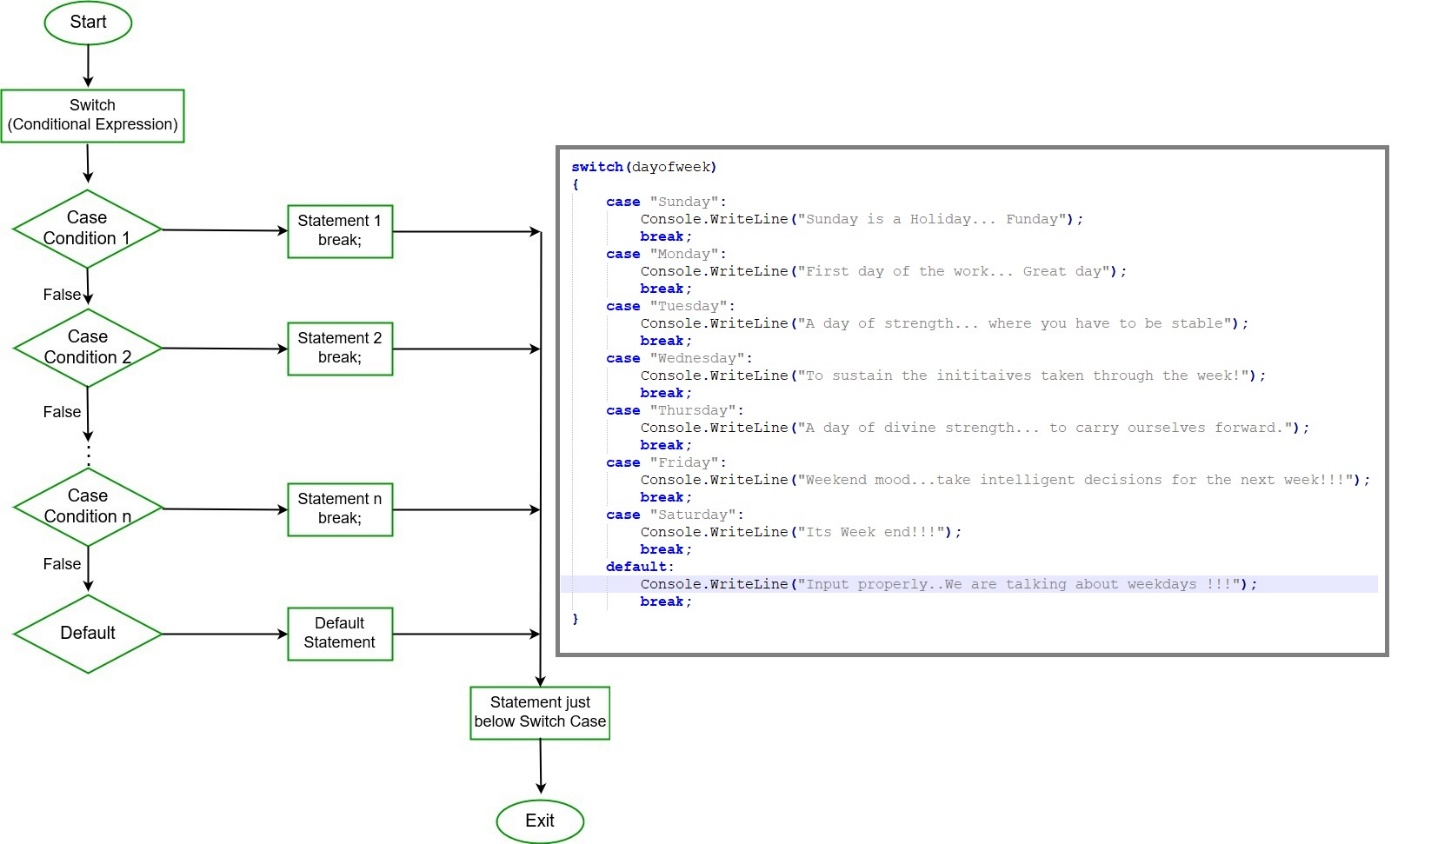 Start
Switch
(Conditional Expression)
Case
Condition 1
Statement 1
break;
False
Case
Condition 2
Statement 2
break;
False
Case
Condition n
Statement n
break;
False
Default
Default
Statement
Statement just
below Switch Case
Exit
switch(dayofweek)
{
case "Sunday":
Console.WriteLine("Sunday is a Holiday... Funday");
break;
case "Monday":
Console.WriteLine("First day of the work... Great day");
break;
case "Tuesday":
Console.WriteLine("A day of strength... where you have to be stable");
break;
case "Wednesday":
Console.WriteLine("To sustain the inititaives taken through the week!");
break;
case "Thursday":
Console.WriteLine("A day of divine strength... to carry ourselves forward.");
break;
case "Friday":
Console.WriteLine("Weekend mood...take intelligent decisions for the next week!!!");
break;
case "Saturday":
Console.WriteLine("Its Week end!!!");
break;
default:
Console.WriteLine("Input properly..We are talking about weekdays !!!");
break;
}